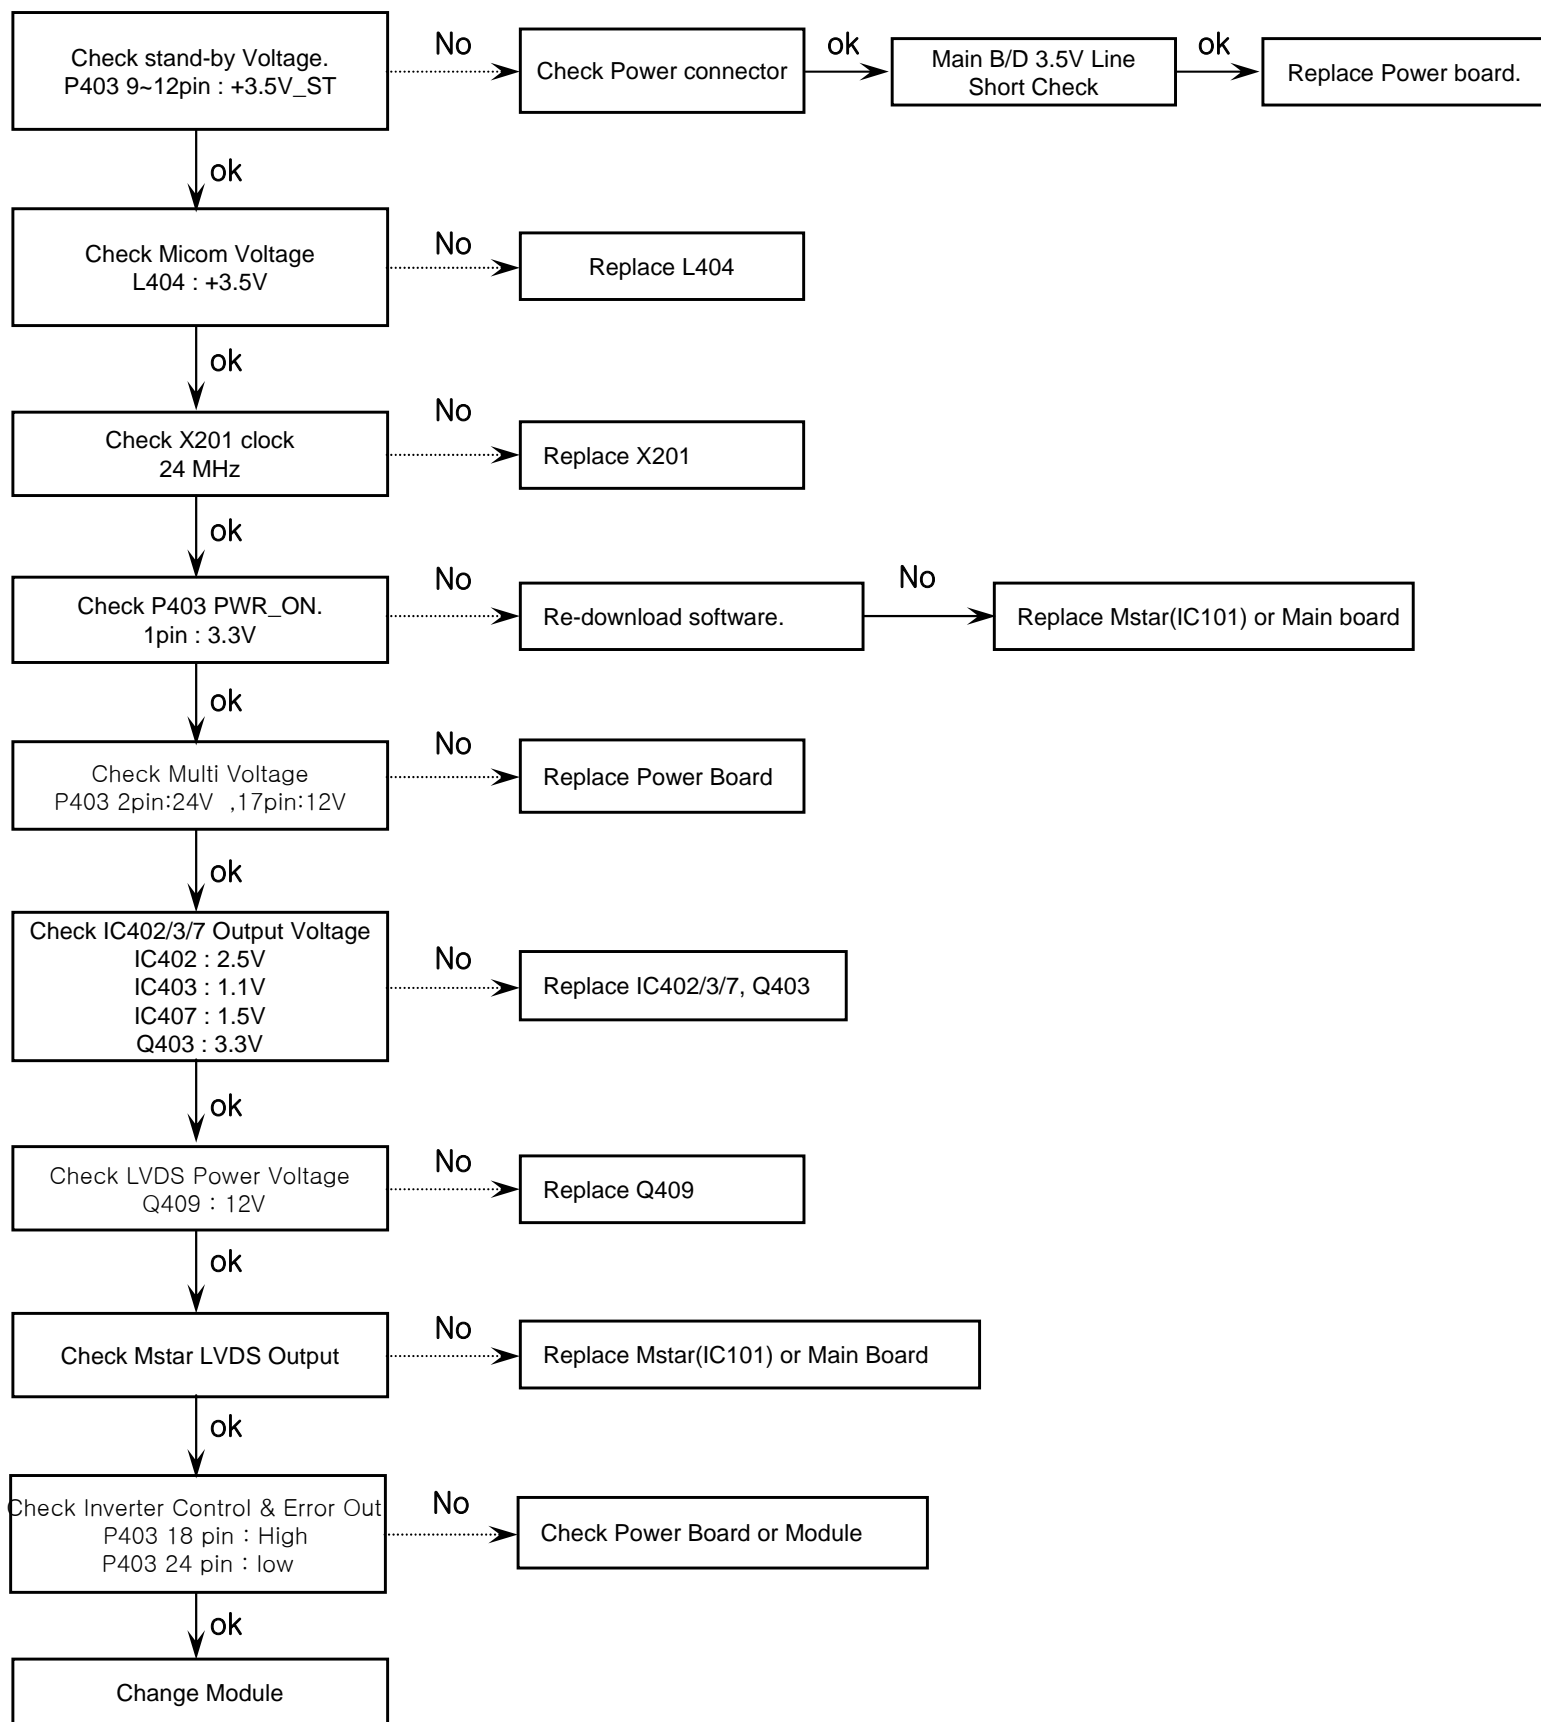 Check stand-by Voltage.
P403 9~12pin : +3.5V_ST
No
Check Power connector
ok
Main B/D 3.5V Line
Short Check
ok
Replace Power board.
ok
Check Micom Voltage
L404 : +3.5V
No
Replace L404
ok
Check X201 clock
24 MHz
No
Replace X201
ok
Check P403 PWR_ON.
1pin : 3.3V
No
Re-download software.
No
Replace Mstar(IC101) or Main board
ok
Check Multi Voltage
P403 2pin:24V ,17pin:12V
No
Replace Power Board
ok
Check IC402/3/7 Output Voltage
IC402 : 2.5V
IC403 : 1.1V
IC407 : 1.5V
Q403 : 3.3V
No
Replace IC402/3/7, Q403
ok
Check LVDS Power Voltage
Q409 : 12V
No
Replace Q409
ok
Check Mstar LVDS Output
No
Replace Mstar(IC101) or Main Board
ok
Check Inverter Control & Error Out
P403 18 pin : High
P403 24 pin : low
No
Check Power Board or Module
ok
Change Module